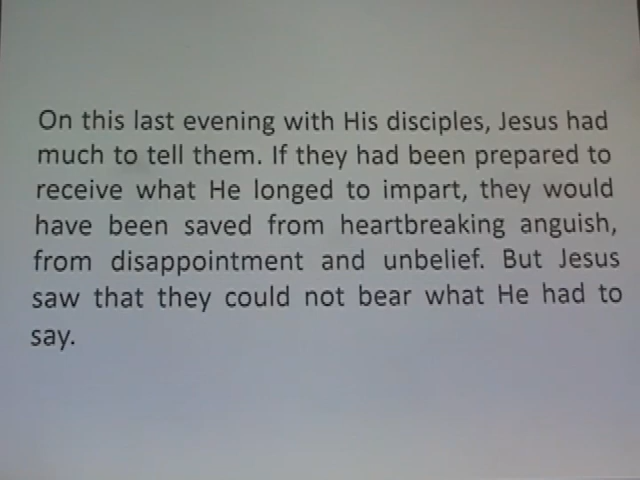 On this last evening with His disciples, Jesus had
much to tell them. If they had been prepared to
receive what He longed to impart, they would
have been saved from heartbreaking anguish,
from disappointment and unbelief. But Jesus
saw that they could not bear what He had to
say.